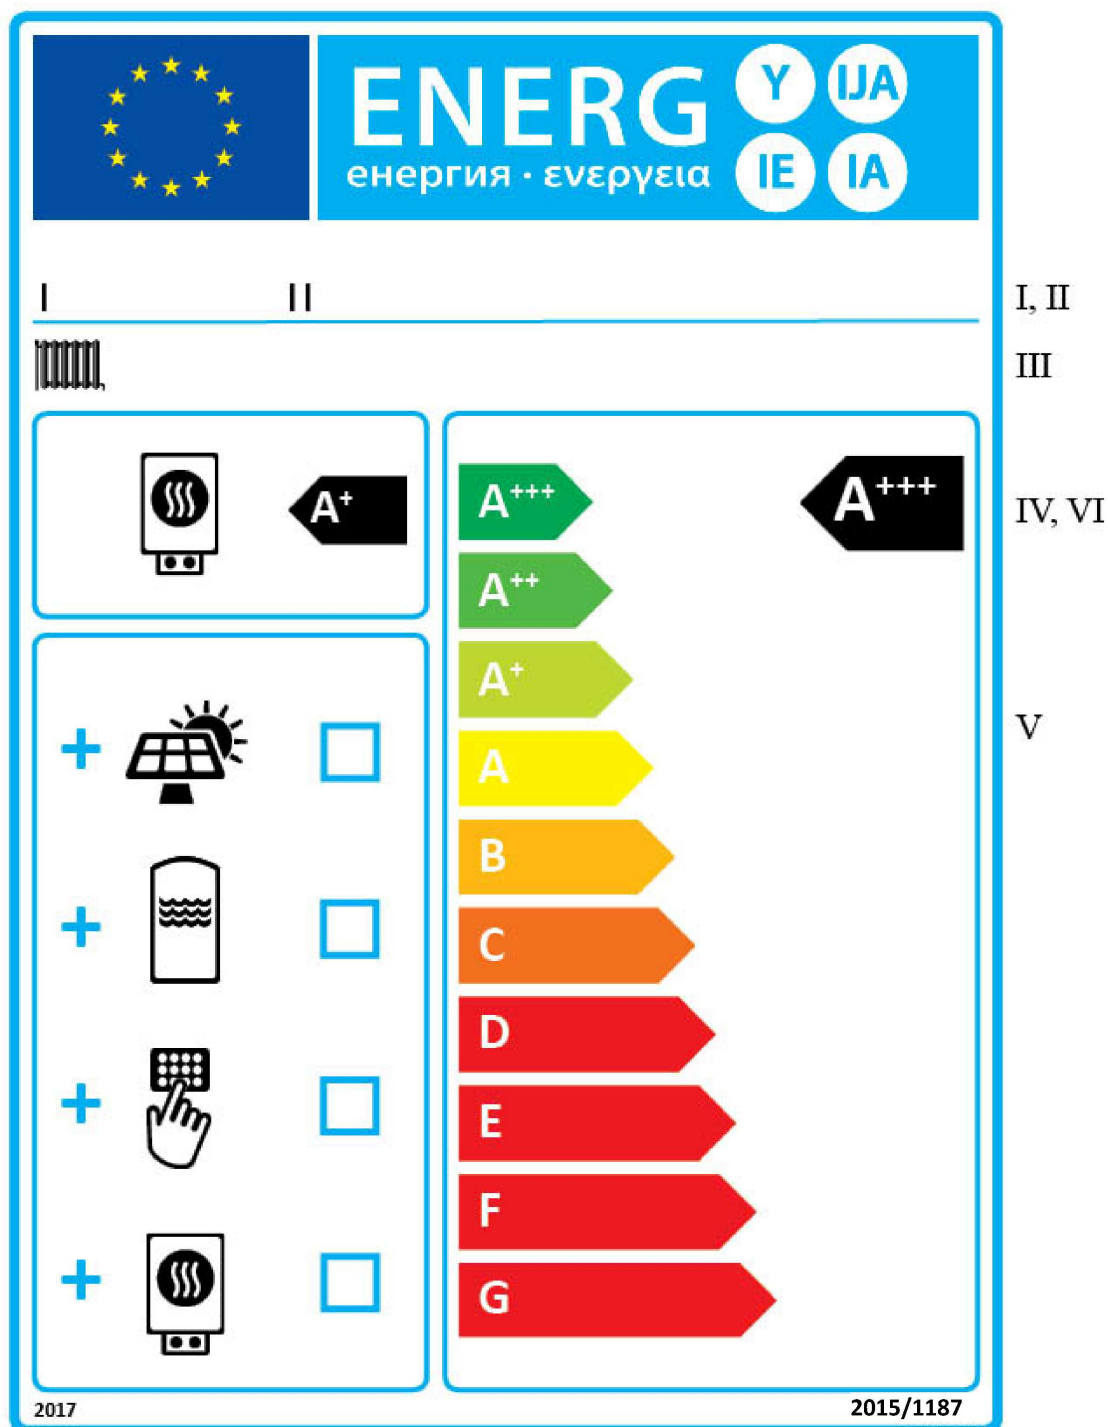 ENERG Y IJA
енергия · ενεργεια IE IA
I II
I, II
III
A+
A+++
A+++
IV, VI
A++
A+
V
A
B
C
D
E
F
G
2017
2015/1187